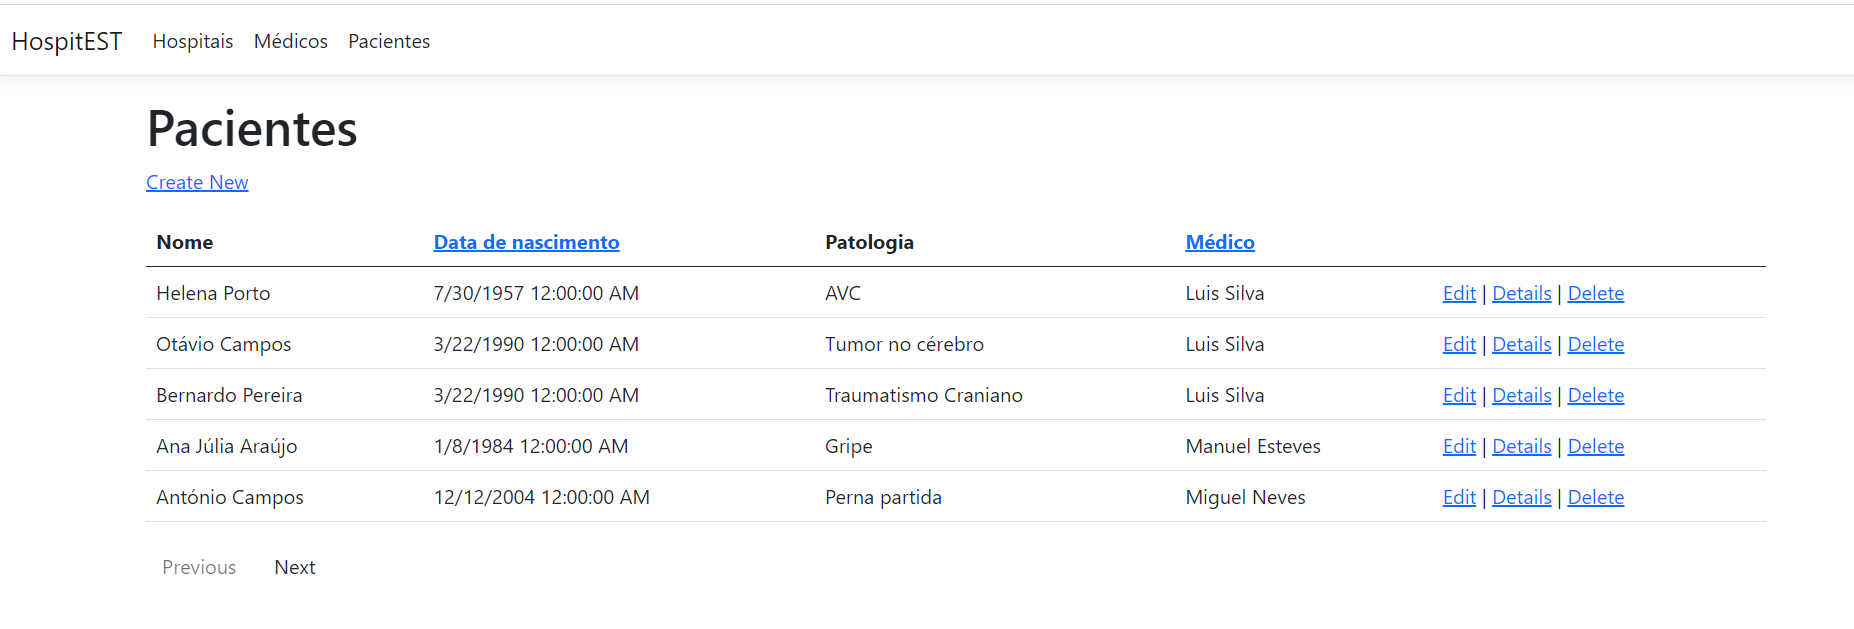 HospitEST Hospitais Médicos Pacientes
Pacientes
Create New
Nome Data de nascimento Patologia Médico
Helena Porto 7/30/1957 12:00:00 AM AVC Luis Silva Edit | Details | Delete
Otávio Campos 3/22/1990 12:00:00 AM Tumor no cérebro Luis Silva Edit | Details | Delete
Bernardo Pereira 3/22/1990 12:00:00 AM Traumatismo Craniano Luis Silva Edit | Details | Delete
Ana Júlia Araújo 1/8/1984 12:00:00 AM Gripe Manuel Esteves Edit | Details | Delete
António Campos 12/12/2004 12:00:00 AM Perna partida Miguel Neves Edit | Details | Delete
Previous Next